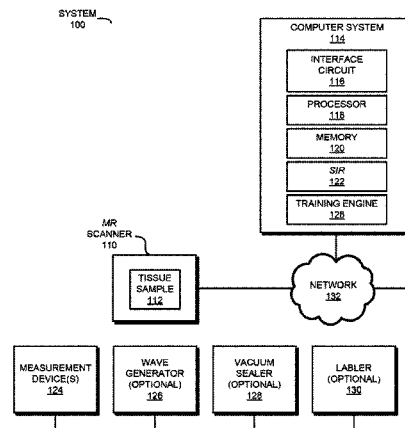 SYSTEM
100
COMPUTER SYSTEM
114
INTERFACE
CIRCUIT
116
PROCESSOR
118
MEMORY
120
SIR
122
TRAINING ENGINE
126
MR
SCANNER
110
TISSUE
SAMPLE
112
NETWORK
132
MEASUREMENT
DEVICE(S)
124
WAVE
GENERATOR
(OPTIONAL)
126
VACUUM
SEALER
(OPTIONAL)
128
LABLER
(OPTIONAL)
130